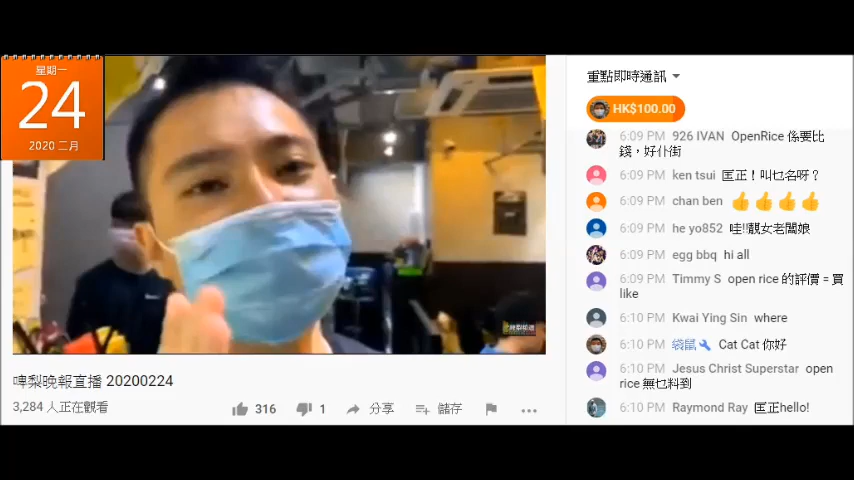 星期一
24
2020 二月
重點即時通訊
HK$100.00
6:09 PM 926 IVAN OpenRice 係要比
錢，好仆街
6:09 PM ken tsui 匡正！叫乜名呀？
6:09 PM chan ben 👍👍👍👍
6:09 PM he yo852 哇!!靚女老闆娘
6:09 PM egg bbq hi all
6:09 PM Timmy S open rice 的評價 = 買
like
6:10 PM Kwai Ying Sin where
6:10 PM 袋鼠 Cat Cat 你好
6:10 PM Jesus Christ Superstar open
rice 無乜料到
6:10 PM Raymond Ray 匡正hello!
啤梨晚報直播 20200224
3,284 人正在觀看
316
1
分享
儲存